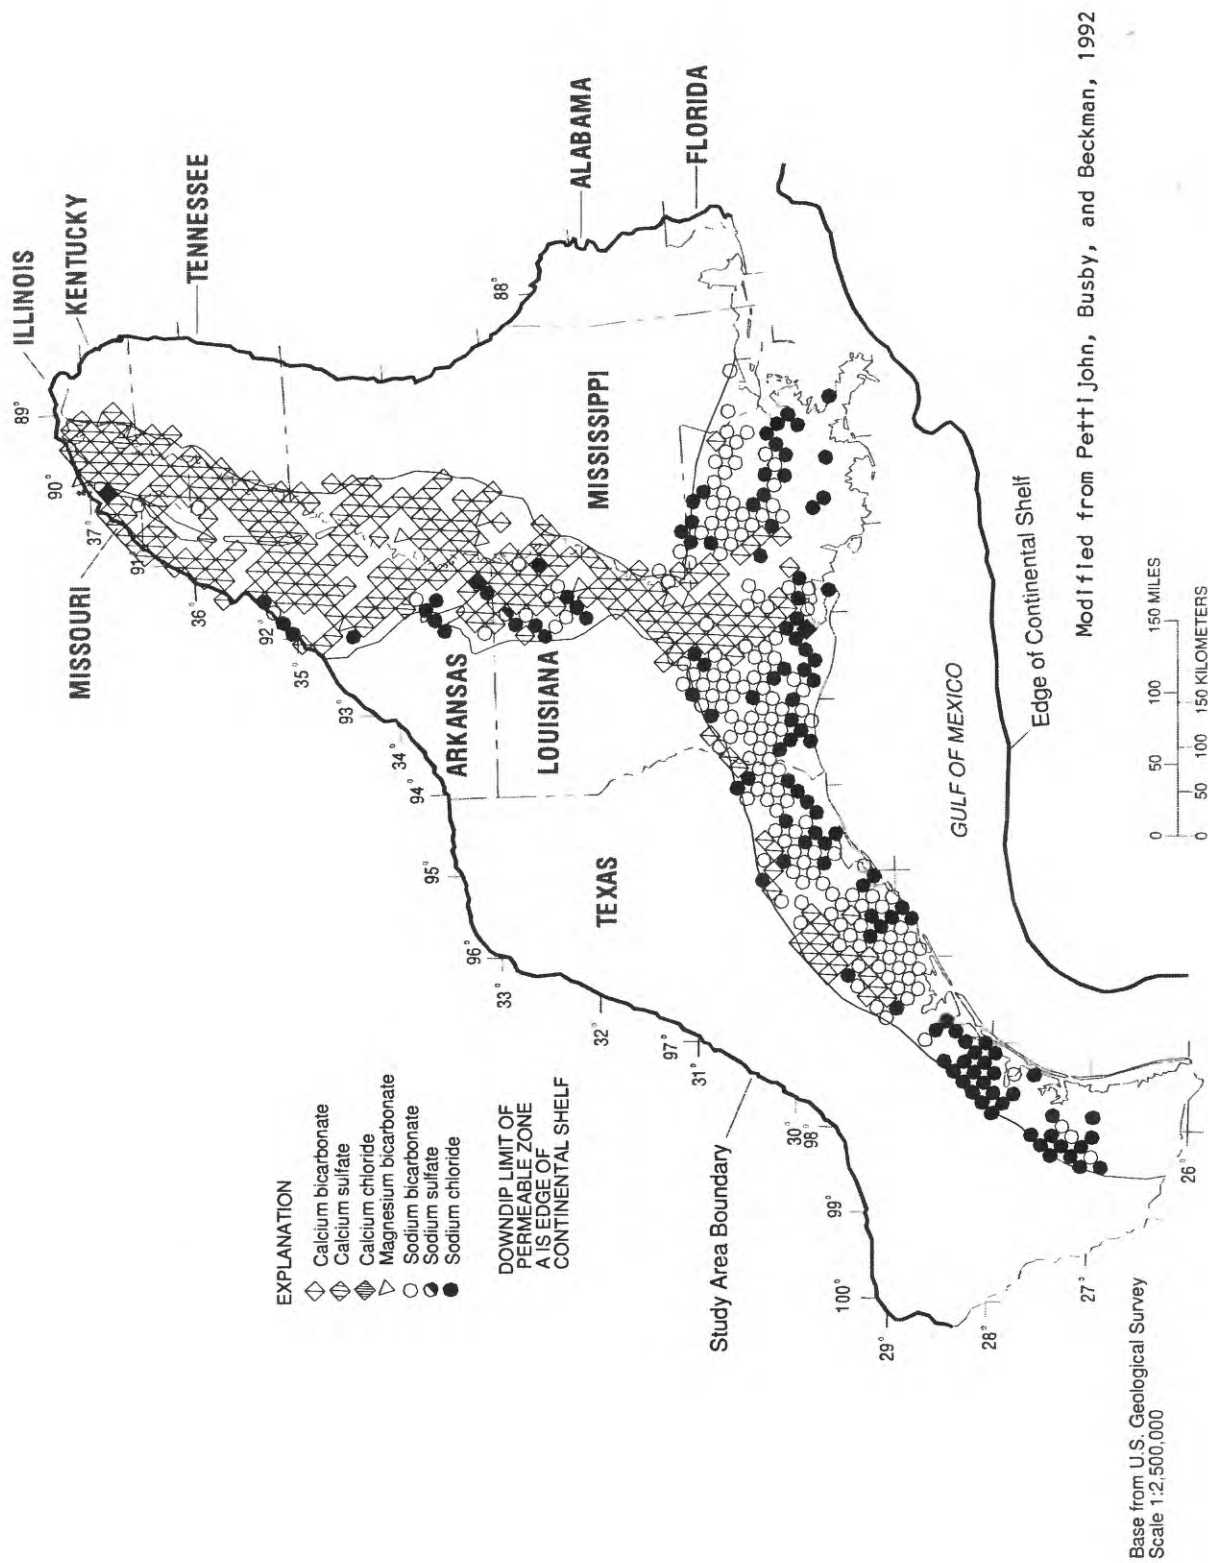 ILLINOIS
KENTUCKY
TENNESSEE
ALABAMA
FLORIDA
MISSOURI
ARKANSAS
LOUISIANA
MISSISSIPPI
TEXAS
89°
90°
37°
91°
36°
92°
35°
93°
34°
94°
95°
96°
33°
32°
97°
31°
30°
98°
99°
100°
29°
28°
27°
26°
88°
EXPLANATION
Calcium bicarbonate
Calcium sulfate
Calcium chloride
Magnesium bicarbonate
Sodium bicarbonate
Sodium sulfate
Sodium chloride
DOWNDIP LIMIT OF
PERMEABLE ZONE
A IS EDGE OF
CONTINENTAL SHELF
Study Area Boundary
GULF OF MEXICO
Edge of Continental Shelf
0 50 100 150 MILES
0 50 100 150 KILOMETERS
Base from U.S. Geological Survey
Scale 1:2,500,000
Modified from Pettijohn, Busby, and Beckman, 1992